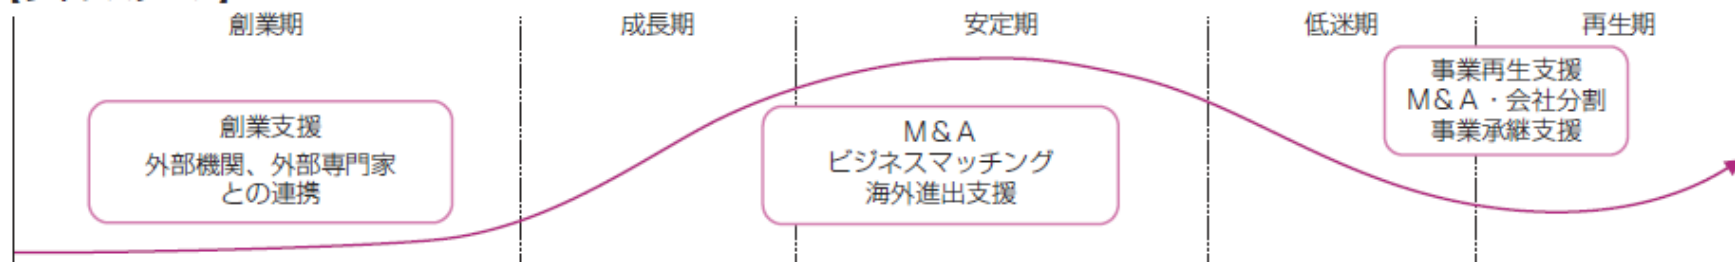 創業期
成長期
安定期
低迷期
再生期
創業支援
外部機関、外部専門家
との連携
M&A
ビジネスマッチング
海外進出支援
事業再生支援
M&A・会社分割
事業承継支援